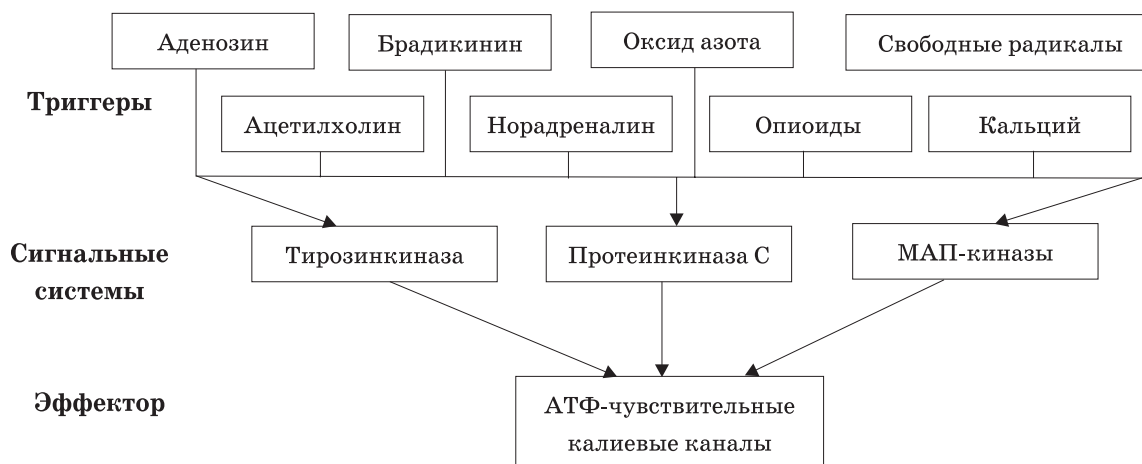 Аденозин
Брадикинин
Оксид азота
Свободные радикалы
Триггеры
Ацетилхолин
Норадреналин
Опиоиды
Кальций
Сигнальные
системы
Тирозинкиназа
Протеинкиназа С
МАП-киназы
Эффектор
АТФ-чувствительные
калиевые каналы